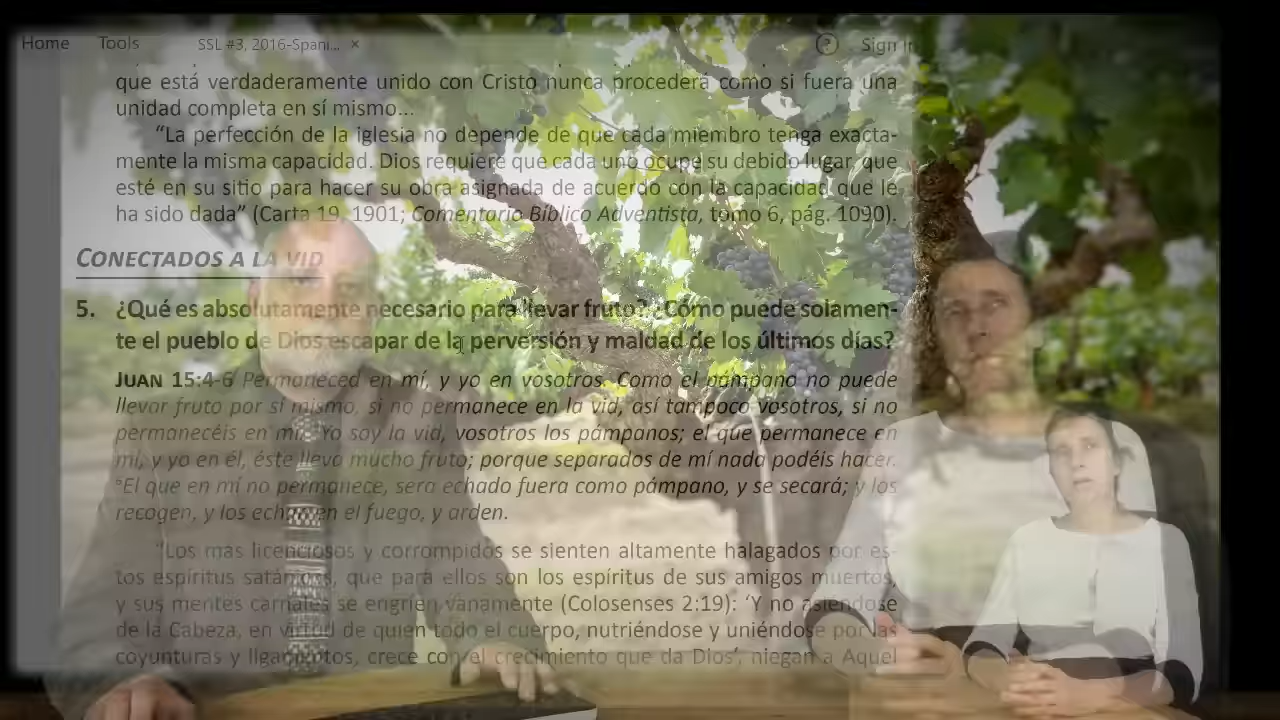 Home Tools SSL #3, 2016-Spani... × ? Sign In
que está verdaderamente unido con Cristo nunca procederá como si fuera una
unidad completa en sí mismo...
“La perfección de la iglesia no depende de que cada miembro tenga exacta-
mente la misma capacidad. Dios requiere que cada uno ocupe su debido lugar, que
esté en su sitio para hacer su obra asignada de acuerdo con la capacidad que le
ha sido dada” (Carta 19, 1901; Comentario Bíblico Adventista, tomo 6, pág. 1090).
CONECTADOS A LA VID
5. ¿Qué es absolutamente necesario para llevar fruto? ¿Cómo puede solamen-
te el pueblo de Dios escapar de la perversión y maldad de los últimos días?
JUAN 15:4-6 Permaneced en mí, y yo en vosotros. Como el pámpano no puede
llevar fruto por sí mismo, si no permanece en la vid, así tampoco vosotros, si no
permanecéis en mí. Yo soy la vid, vosotros los pámpanos; el que permanece en
mí, y yo en él, éste lleva mucho fruto; porque separados de mí nada podéis hacer.
6El que en mí no permanece, será echado fuera como pámpano, y se secará; y los
recogen, y los echan en el fuego, y arden.
“Los más licenciosos y corrompidos se sienten altamente halagados por es-
tos espíritus satánicos, que para ellos son los espíritus de sus amigos muertos,
y sus mentes carnales se engríen vanamente (Colosenses 2:19): ‘Y no asiéndose
de la Cabeza, en virtud de quien todo el cuerpo, nutriéndose y uniéndose por las
coyunturas y ligamentos, crece con el crecimiento que da Dios’, niegan a Aquel